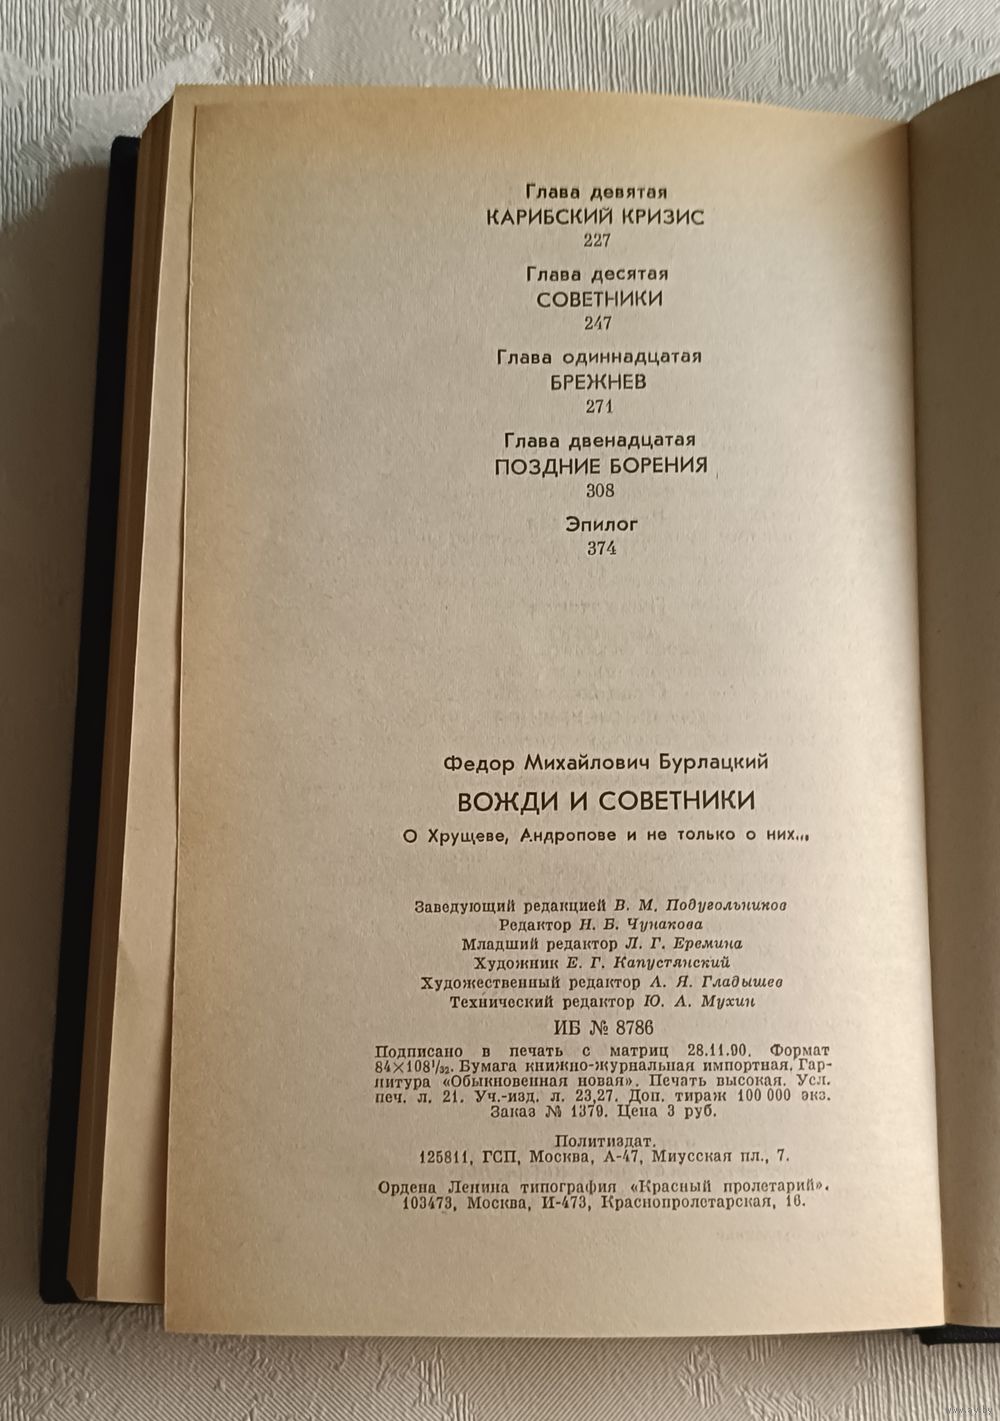 Глава девятая
КАРИБСКИЙ КРИЗИС
227
Глава десятая
СОВЕТНИКИ
247
Глава одиннадцатая
БРЕЖНЕВ
271
Глава двенадцатая
ПОЗДНИЕ БОРЕНИЯ
308
Эпилог
374
Федор Михайлович Бурлацкий
ВОЖДИ И СОВЕТНИКИ
О Хрущеве, Андропове и не только о них...
Заведующий редакцией В. М. Подугольников
Редактор Н. Б. Чунакова
Младший редактор Л. Г. Еремина
Художник Е. Г. Капустянский
Художественный редактор А. Я. Гладышев
Технический редактор Ю. А. Мухин
ИБ № 8786
Подписано в печать с матриц 28.11.90. Формат
84×108¹/₃₂. Бумага книжно-журнальная импортная. Гар-
нитура «Обыкновенная новая». Печать высокая. Усл.
печ. л. 21. Уч.-изд. л. 23,27. Доп. тираж 100 000 экз.
Заказ № 1379. Цена 3 руб.
Политиздат.
125811, ГСП, Москва, А-47, Миусская пл., 7.
Ордена Ленина типография «Красный пролетарий».
103473, Москва, И-473, Краснопролетарская, 16.
www.ay.by